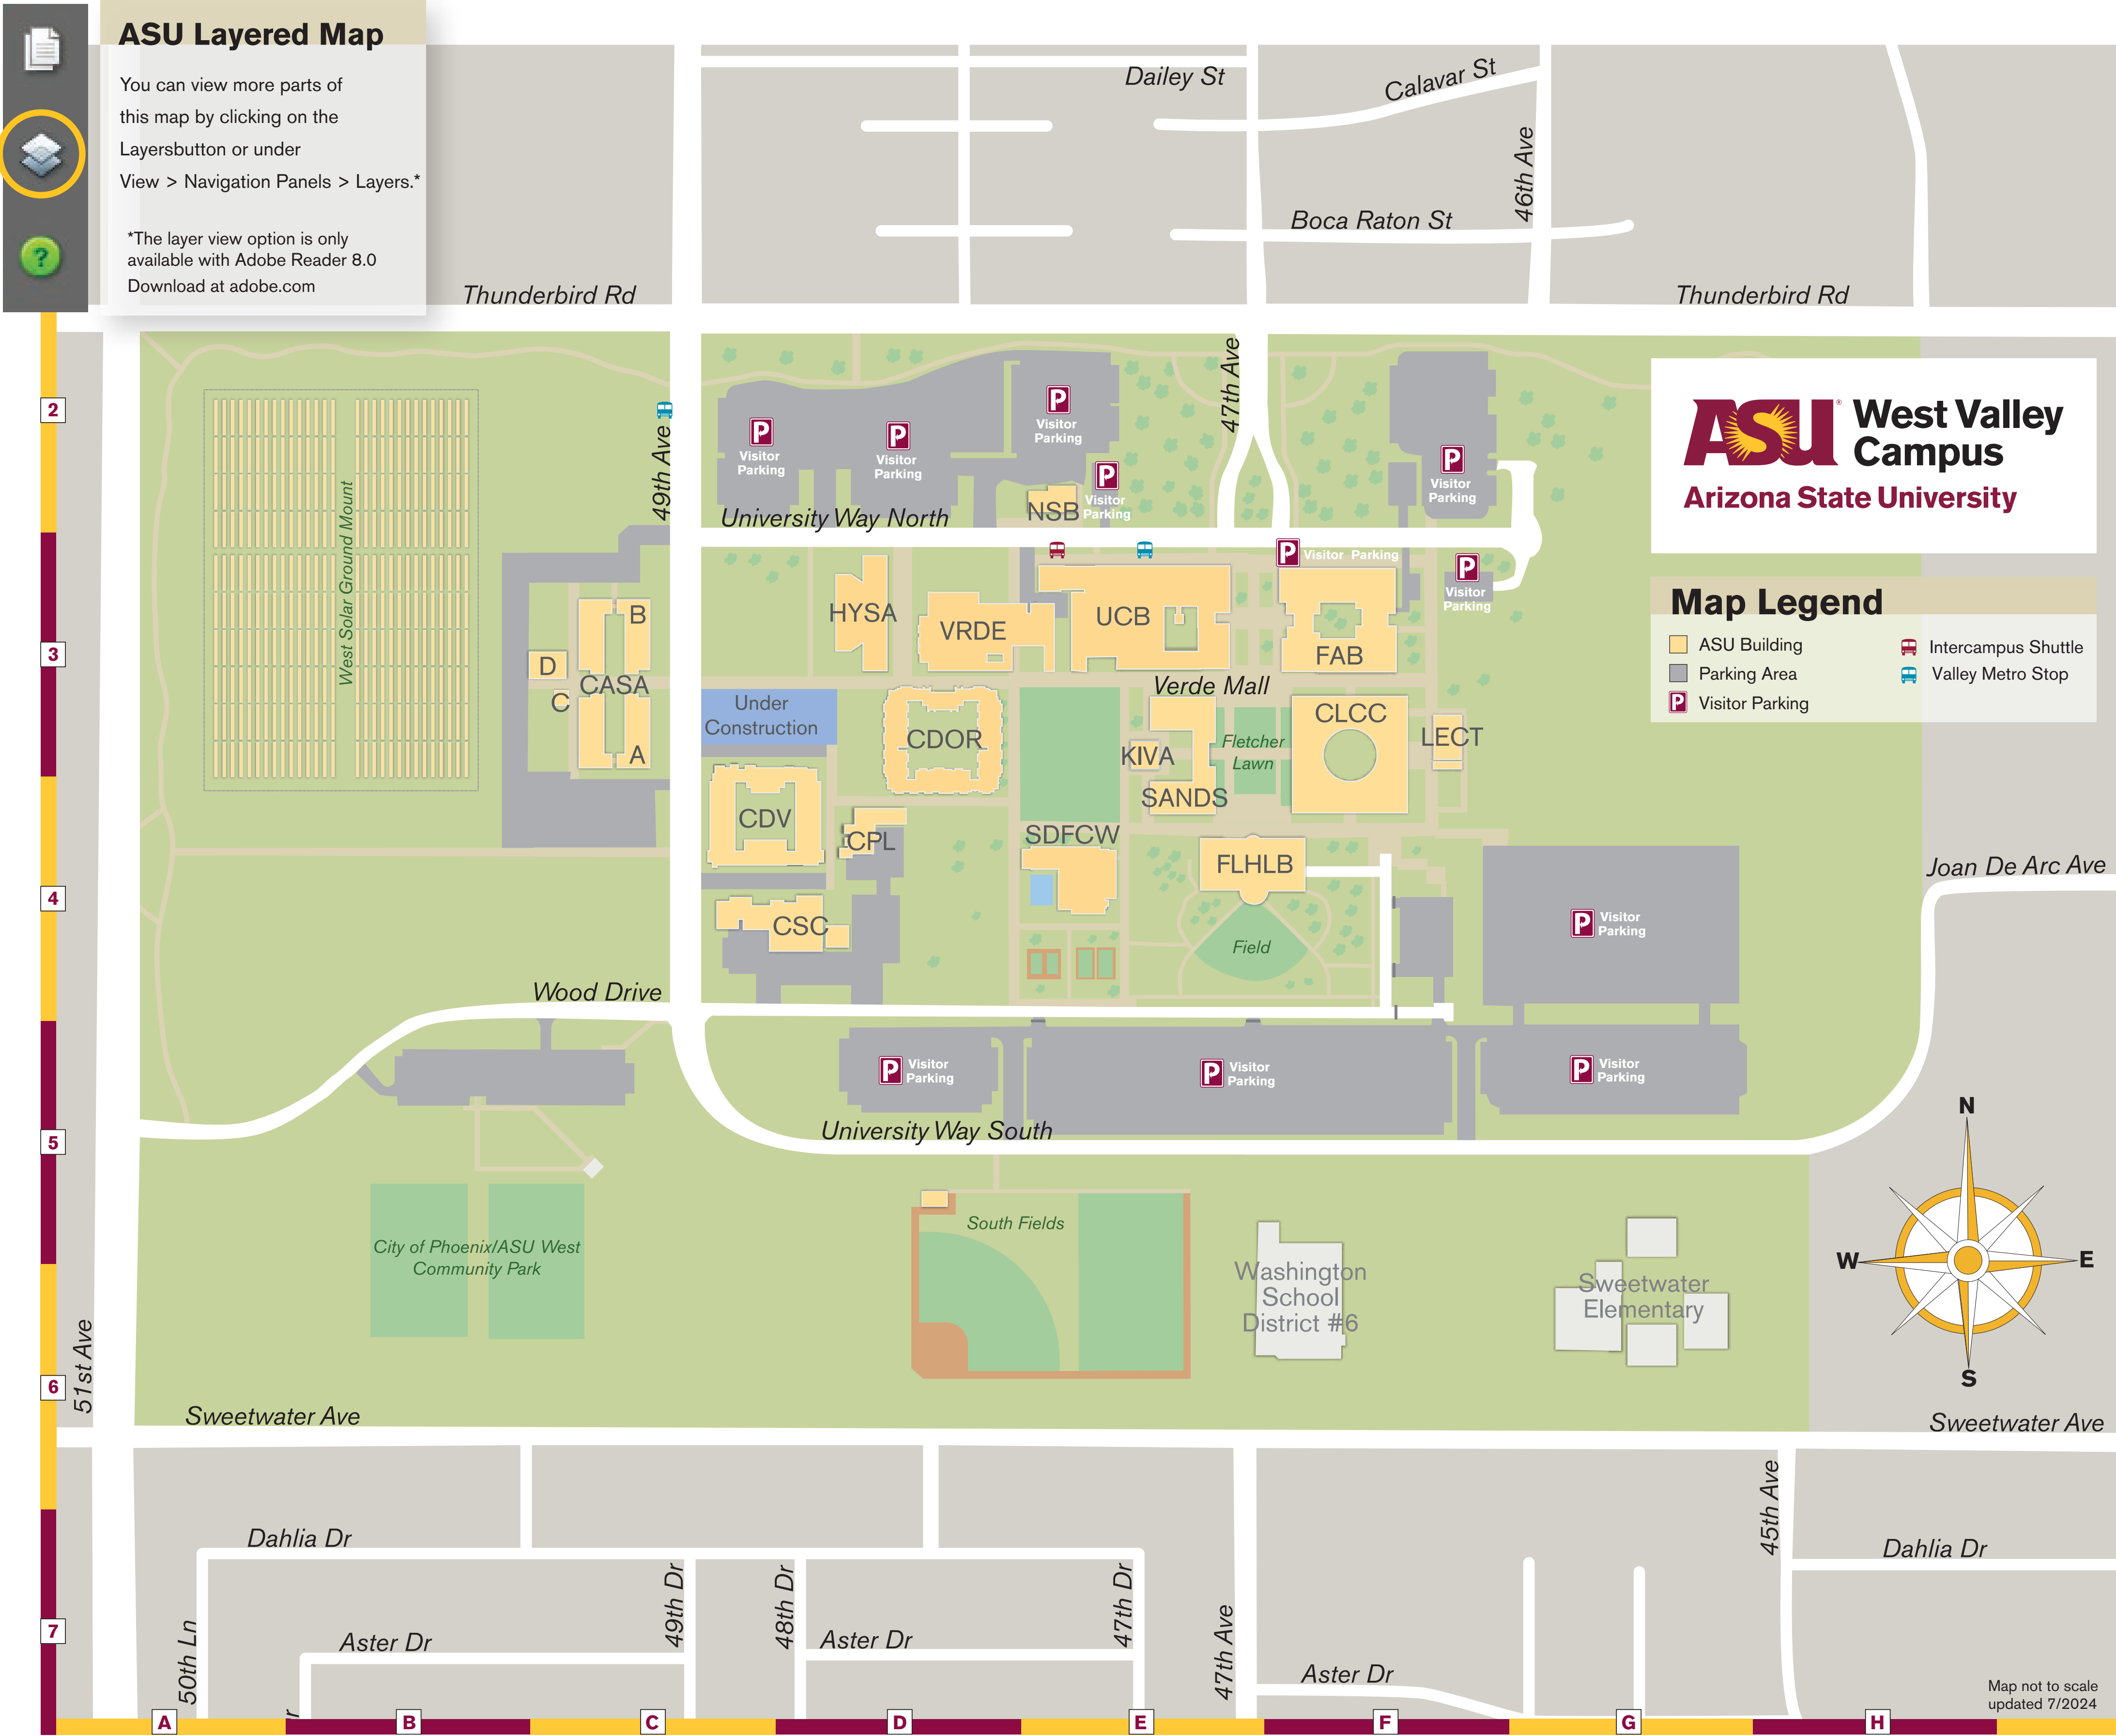 ASU Layered Map
You can view more parts of
this map by clicking on the
Layersbutton or under
View > Navigation Panels > Layers.*
*The layer view option is only
available with Adobe Reader 8.0
Download at adobe.com
?
Dailey St
Calavar St
46th Ave
Boca Raton St
Thunderbird Rd
Thunderbird Rd
47th Ave
49th Ave
2
P
Visitor
Parking
P
Visitor
Parking
P
Visitor
Parking
P
Visitor
Parking
P
Visitor
Parking
ASU®
West Valley
Campus
Arizona State University
West Solar Ground Mount
NSB
University Way North
P Visitor Parking
P
Visitor
Parking
Map Legend
ASU Building
Parking Area
P Visitor Parking
Intercampus Shuttle
Valley Metro Stop
3
B
D
CASA
C
A
HYSA
VRDE
UCB
FAB
Verde Mall
Under
Construction
CDOR
KIVA
SANDS
Fletcher
Lawn
CLCC
LECT
CDV
CPL
SDFCW
FLHLB
Joan De Arc Ave
4
CSC
Field
P Visitor
Parking
Wood Drive
P Visitor
Parking
P Visitor
Parking
P Visitor
Parking
5
University Way South
N
W
E
S
City of Phoenix/ASU West
Community Park
South Fields
Washington
School
District #6
Sweetwater
Elementary
51st Ave
6
Sweetwater Ave
Sweetwater Ave
45th Ave
Dahlia Dr
Dahlia Dr
7
50th Ln
Aster Dr
49th Dr
48th Dr
Aster Dr
47th Dr
47th Ave
Aster Dr
Map not to scale
updated 7/2024
A
B
C
D
E
F
G
H